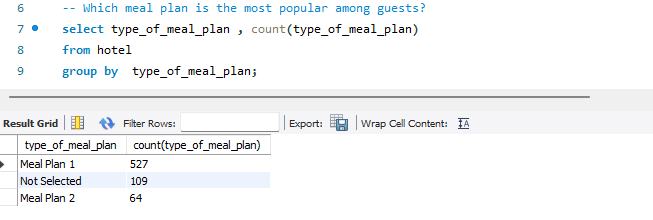 6 -- Which meal plan is the most popular among guests?
7 select type_of_meal_plan , count(type_of_meal_plan)
8 from hotel
9 group by  type_of_meal_plan;
Result Grid Filter Rows: Export: Wrap Cell Content: IA
type_of_meal_plan count(type_of_meal_plan)
Meal Plan 1 527
Not Selected 109
Meal Plan 2 64